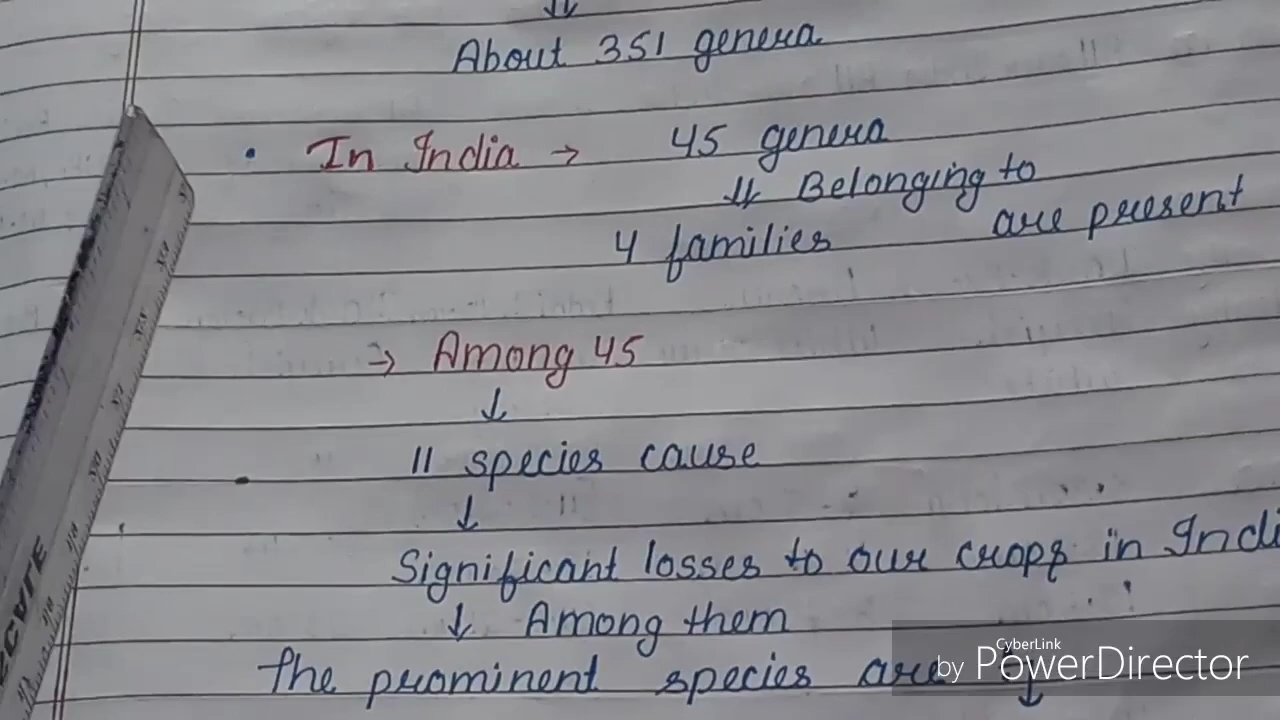 ⇓
About 351 genera
• In India → 45 genera
⇓ Belonging to
4 families are present
→ Among 45
↓
11 species cause
↓
Significant losses to our crops in Indi
↓ Among them
The prominent species are
↓
CyberLink
by PowerDirector